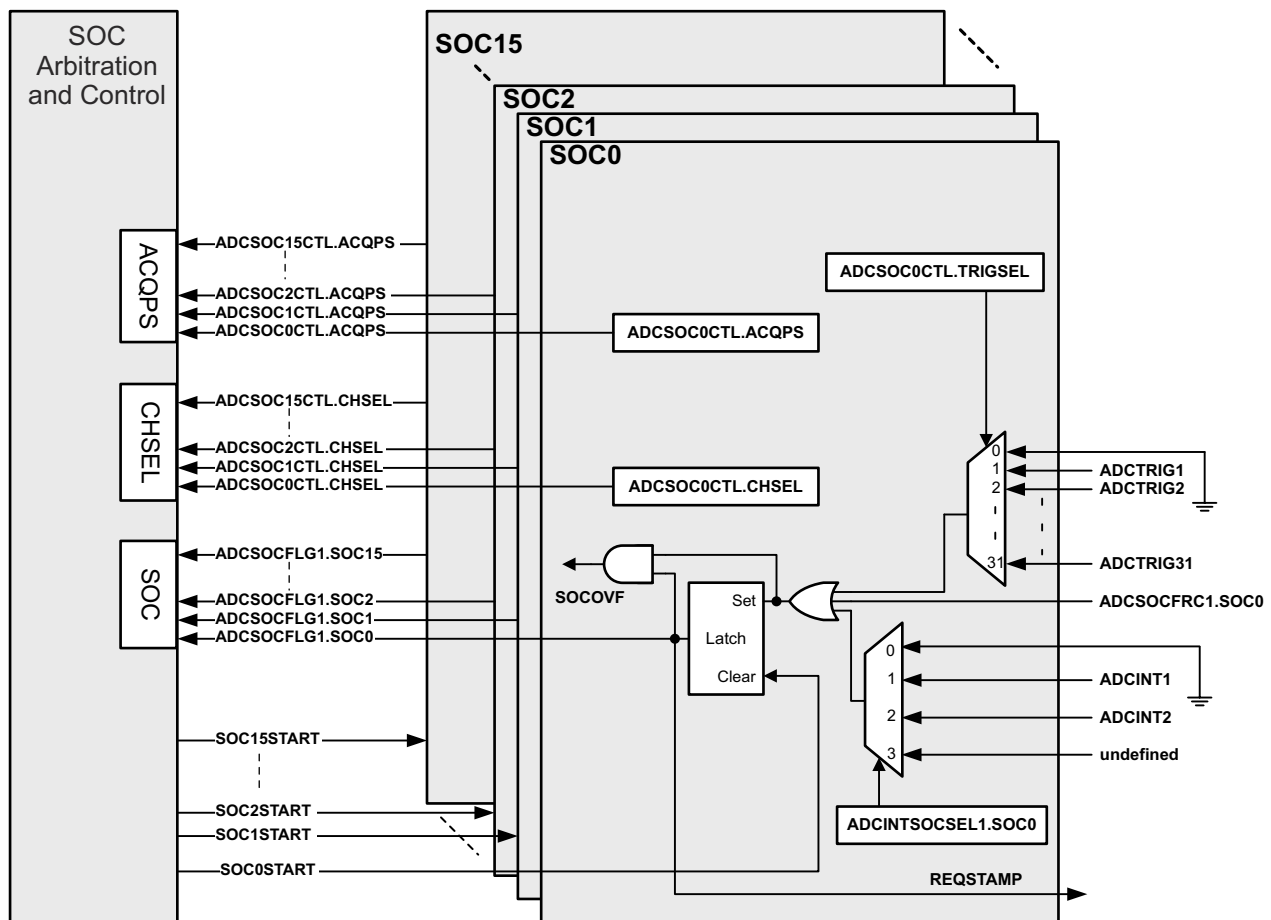 SOC
Arbitration
and Control
SOC15
SOC2
SOC1
SOC0
ACQPS
ADCSOC15CTL.ACQPS
ADCSOC2CTL.ACQPS
ADCSOC1CTL.ACQPS
ADCSOC0CTL.ACQPS
ADCSOC0CTL.ACQPS
ADCSOC0CTL.TRIGSEL
CHSEL
ADCSOC15CTL.CHSEL
ADCSOC2CTL.CHSEL
ADCSOC1CTL.CHSEL
ADCSOC0CTL.CHSEL
ADCSOC0CTL.CHSEL
0
1
2
31
ADCTRIG1
ADCTRIG2
ADCTRIG31
SOC
ADCSOCFLG1.SOC15
ADCSOCFLG1.SOC2
ADCSOCFLG1.SOC1
ADCSOCFLG1.SOC0
SOCOVF
Set
Latch
Clear
ADCSOCFRC1.SOC0
0
1
2
3
ADCINT1
ADCINT2
undefined
ADCINTSOCSEL1.SOC0
SOC15START
SOC2START
SOC1START
SOC0START
REQSTAMP